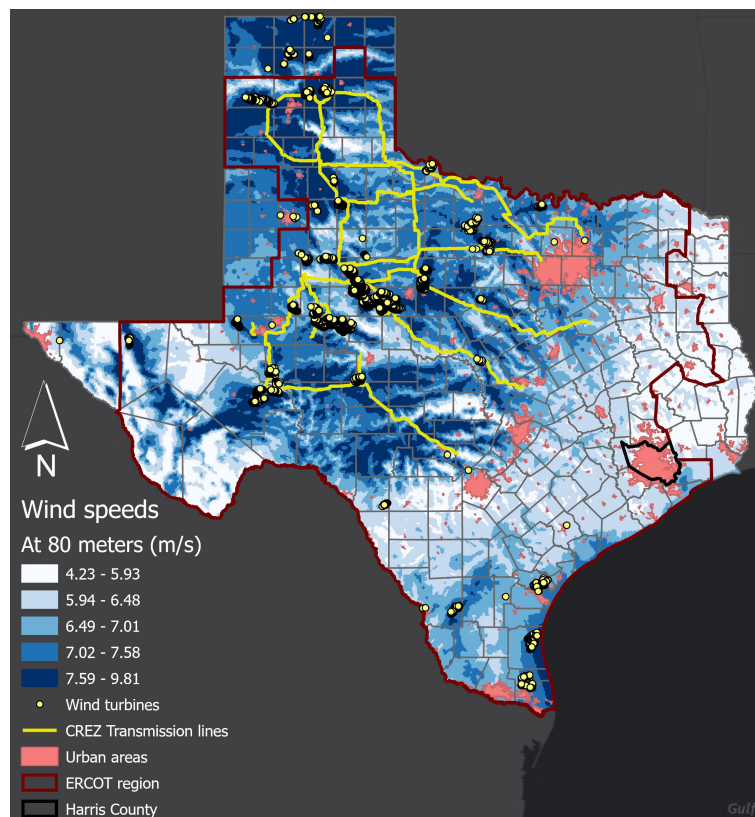 N
Wind speeds
At 80 meters (m/s)
4.23 - 5.93
5.94 - 6.48
6.49 - 7.01
7.02 - 7.58
7.59 - 9.81
Wind turbines
CREZ Transmission lines
Urban areas
ERCOT region
Harris County
Gulf